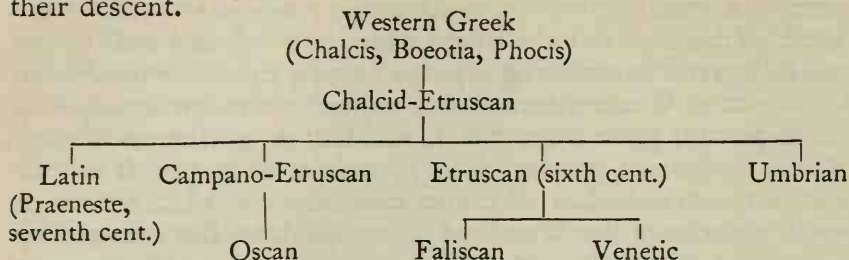 their descent.
Western Greek
(Chalcis, Boeotia, Phocis)
Chalcid-Etruscan
Latin Campano-Etruscan Etruscan (sixth cent.) Umbrian
(Praeneste,
seventh cent.)
Oscan Faliscan Venetic